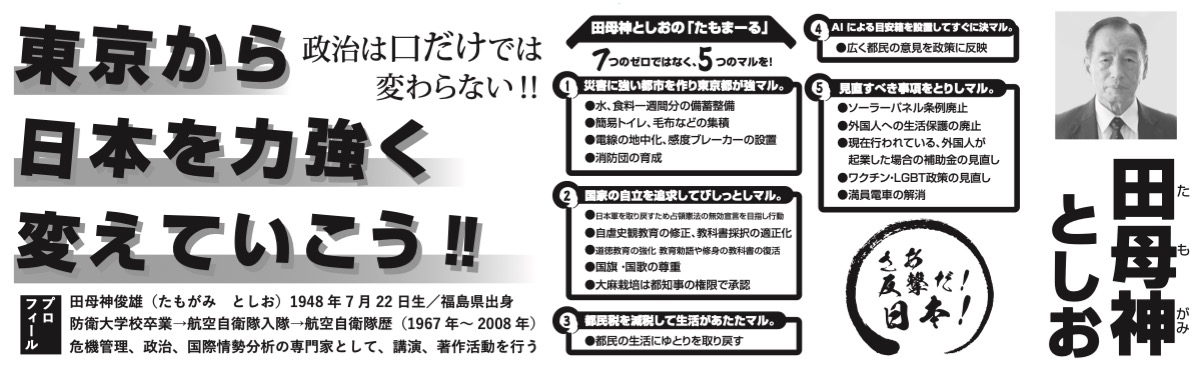 東京から
政治は口だけでは
変わらない!!
日本を力強く
変えていこう!!
プロフィール
田母神俊雄（たもがみ　としお）1948年7月22日生／福島県出身
防衛大学校卒業→航空自衛隊入隊→航空自衛隊歴（1967年〜2008年）
危機管理、政治、国際情勢分析の専門家として、講演、著作活動を行う
田母神としおの「たもまーる」
7つのゼロではなく、5つのマルを!
1 災害に強い都市を作り東京都が強マル。
●水、食料一週間分の備蓄整備
●簡易トイレ、毛布などの集積
●電線の地中化、感度ブレーカーの設置
●消防団の育成
2 国家の自立を追求してびしっとしマル。
●日本軍を取り戻すため占領憲法の無効宣言を目指し行動
●自虐史観教育の修正、教科書採択の適正化
●道徳教育の強化 教育勅語や修身の教科書の復活
●国旗・国歌の尊重
●大麻栽培は都知事の権限で承認
3 都民税を減税して生活があたたマル。
●都民の生活にゆとりを取り戻す
4 AIによる目安箱を設置してすぐに決マル。
●広く都民の意見を政策に反映
5 見直すべき事項をとりしマル。
●ソーラーパネル条例廃止
●外国人への生活保護の廃止
●現在行われている、外国人が
起業した場合の補助金の見直し
●ワクチン・LGBT政策の見直し
●満員電車の解消
さあ
反撃だ!
日本!
田母神
たもがみ
としお